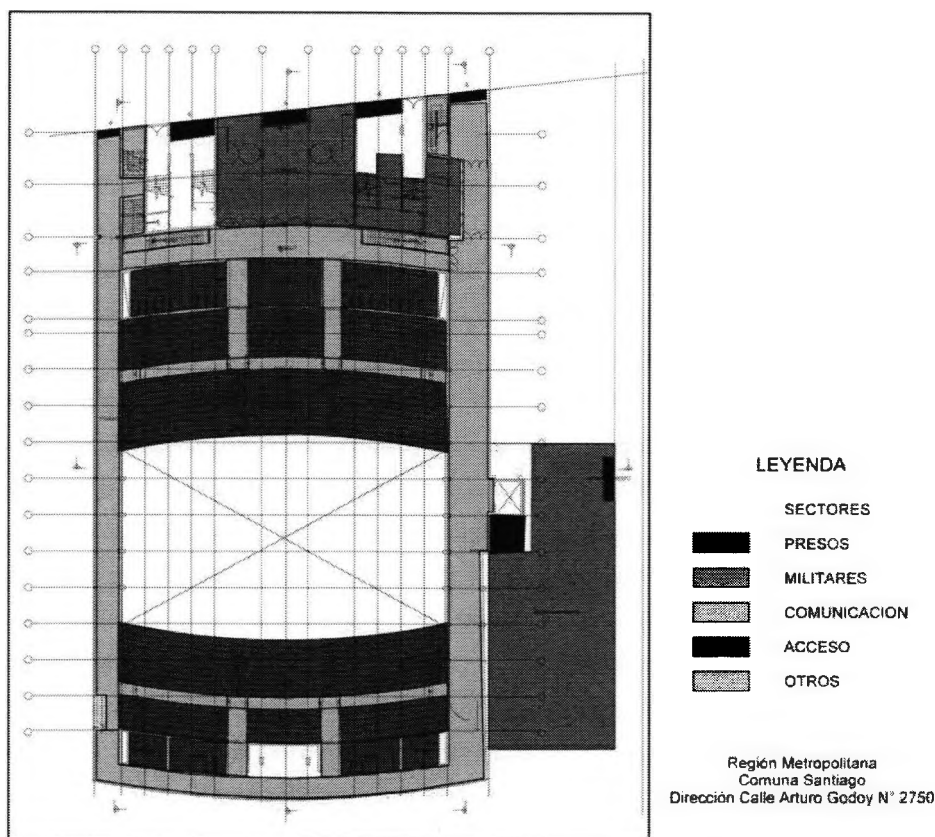 LEYENDA
SECTORES
PRESOS
MILITARES
COMUNICACION
ACCESO
OTROS
Región Metropolitana
Comuna Santiago
Dirección Calle Arturo Godoy N° 2750